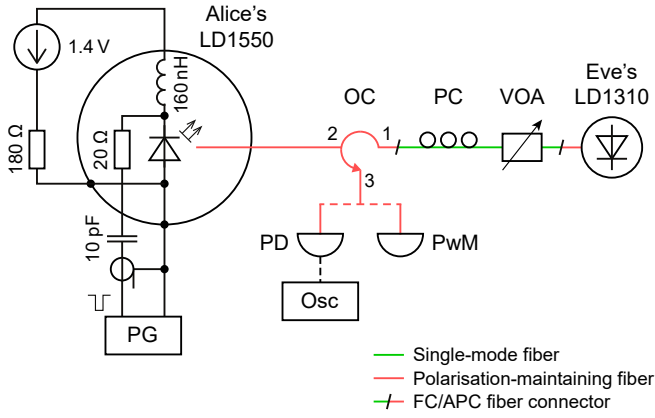 Alice's
LD1550
1.4 V
160 nH
180 Ω
20 Ω
10 pF
PG
OC
PC
VOA
Eve's
LD1310
2
1
3
PD
PwM
Osc
Single-mode fiber
Polarisation-maintaining fiber
FC/APC fiber connector